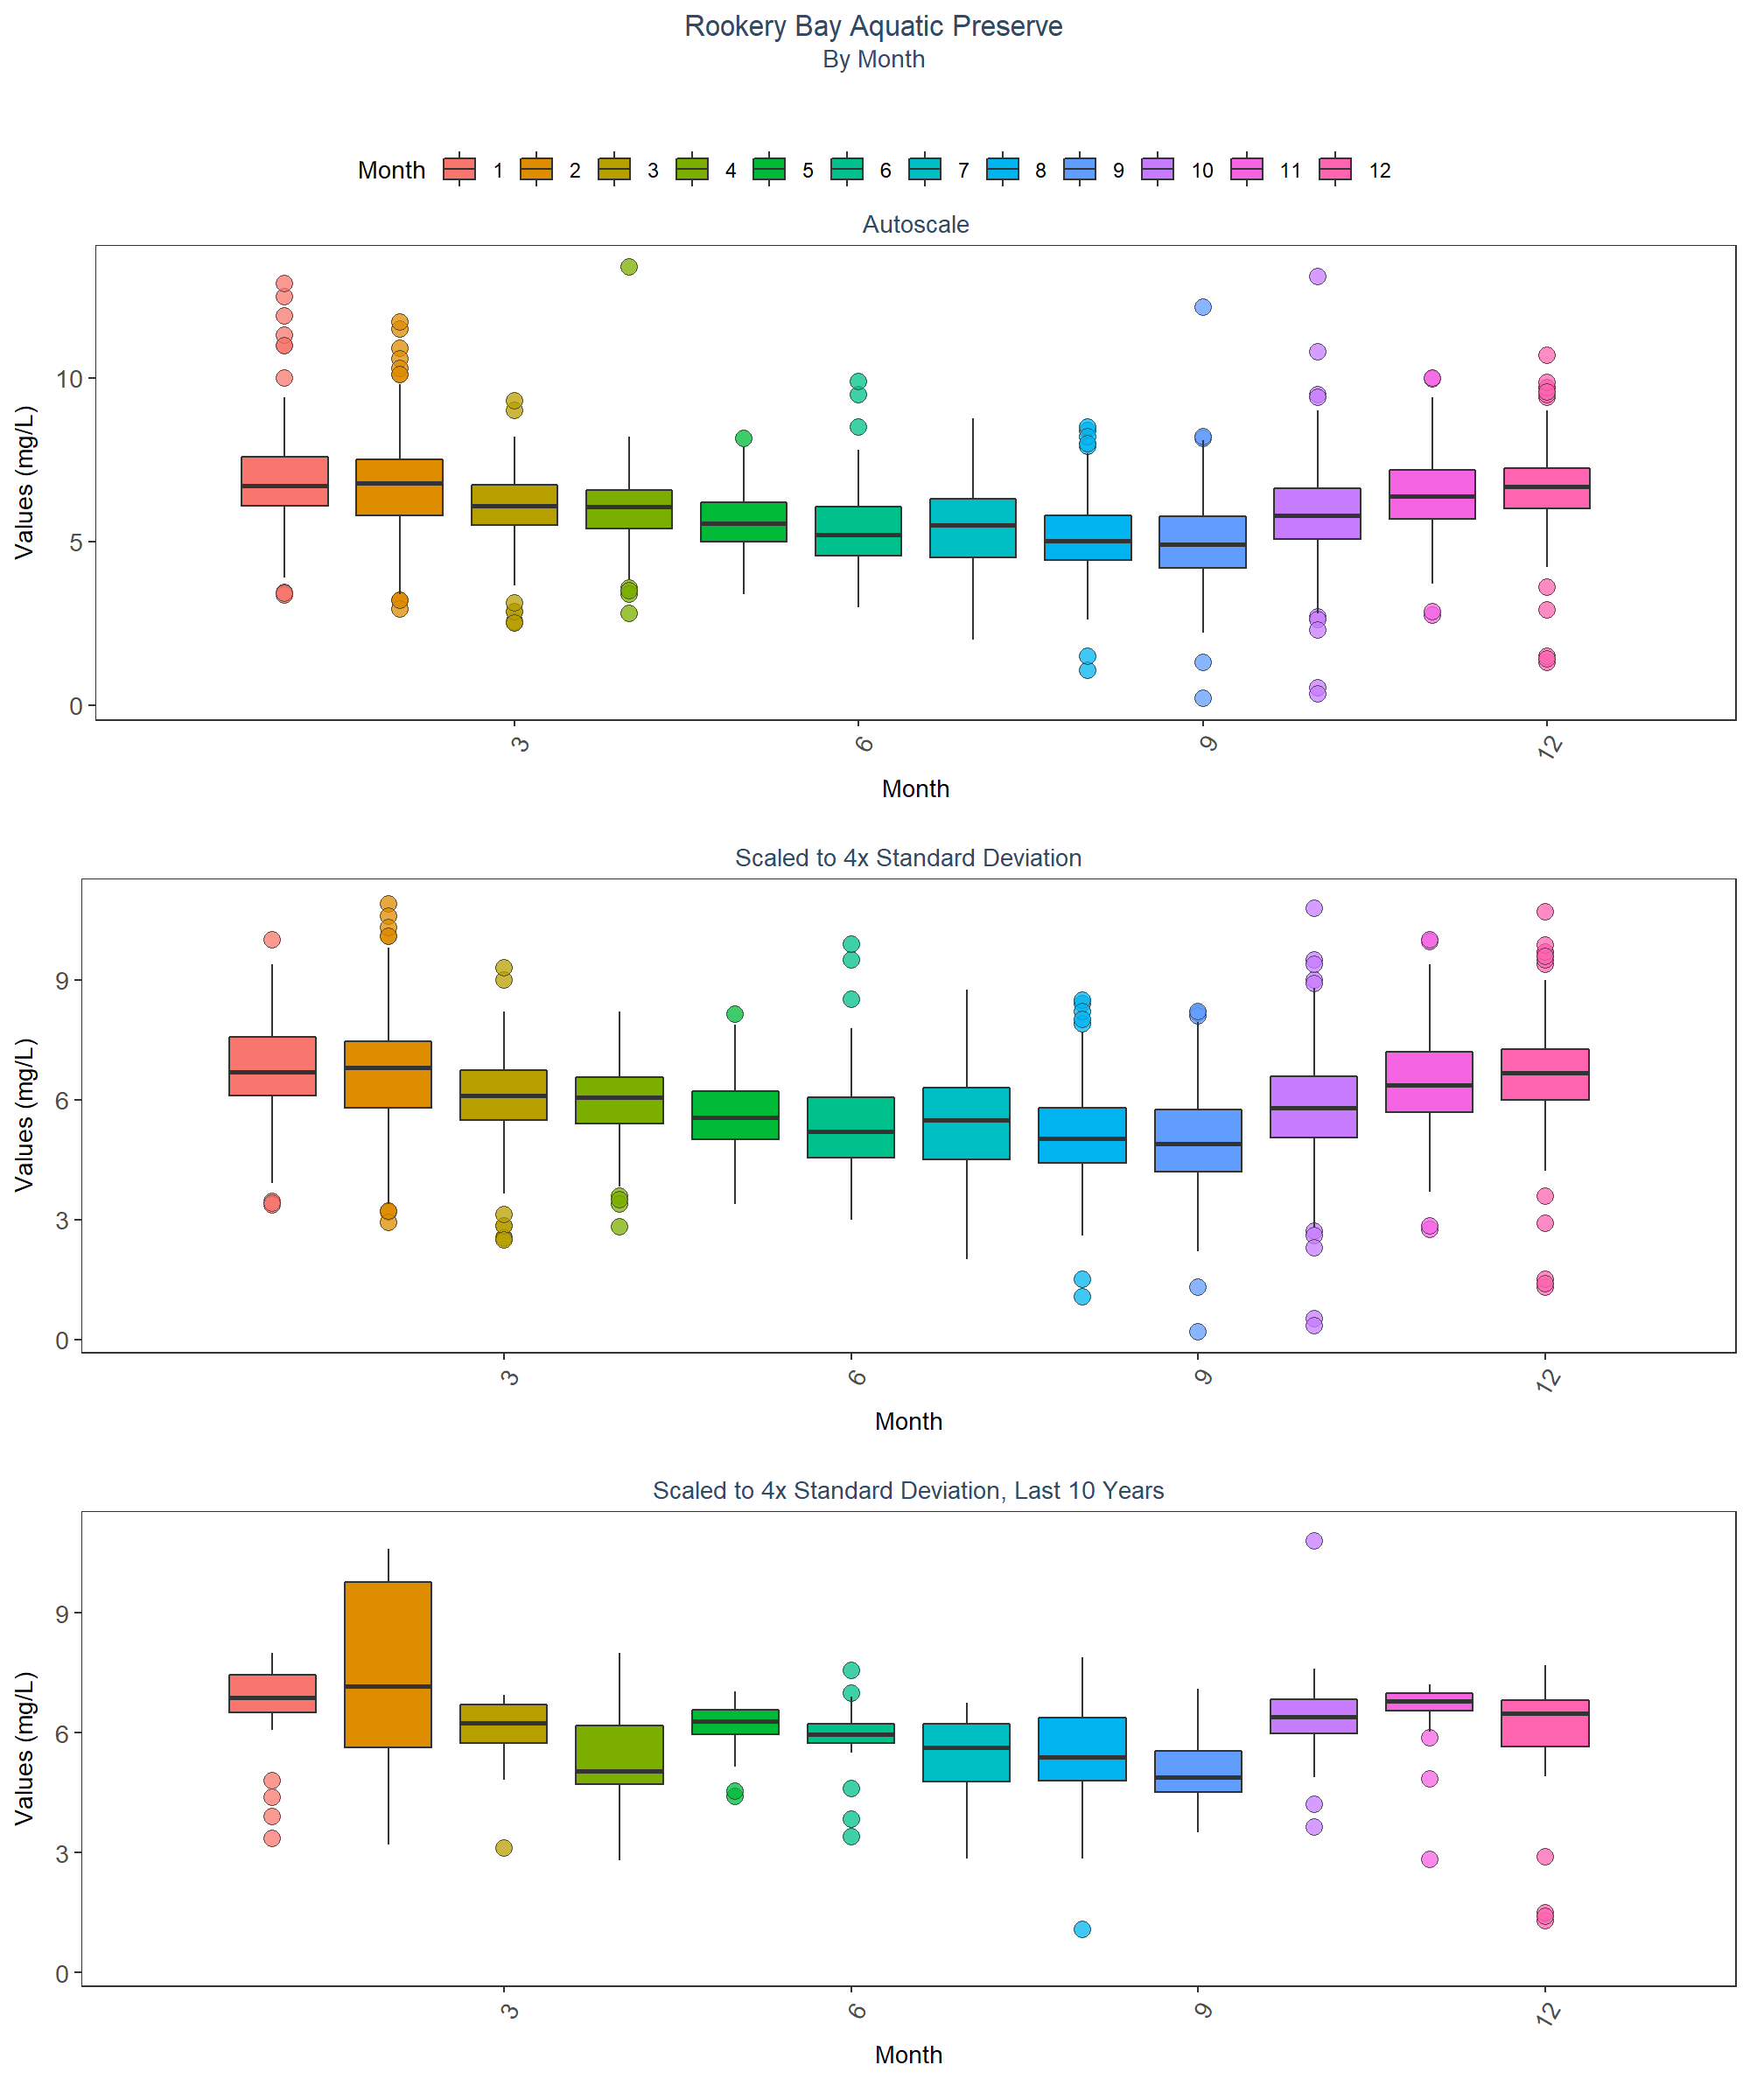 Rookery Bay Aquatic Preserve
By Month
Month 1 2 3 4 5 6 7 8 9 10 11 12
Autoscale
Values (mg/L)
10
5
0
3 6 9 12
Month
Scaled to 4x Standard Deviation
Values (mg/L)
9
6
3
0
3 6 9 12
Month
Scaled to 4x Standard Deviation, Last 10 Years
Values (mg/L)
9
6
3
0
3 6 9 12
Month